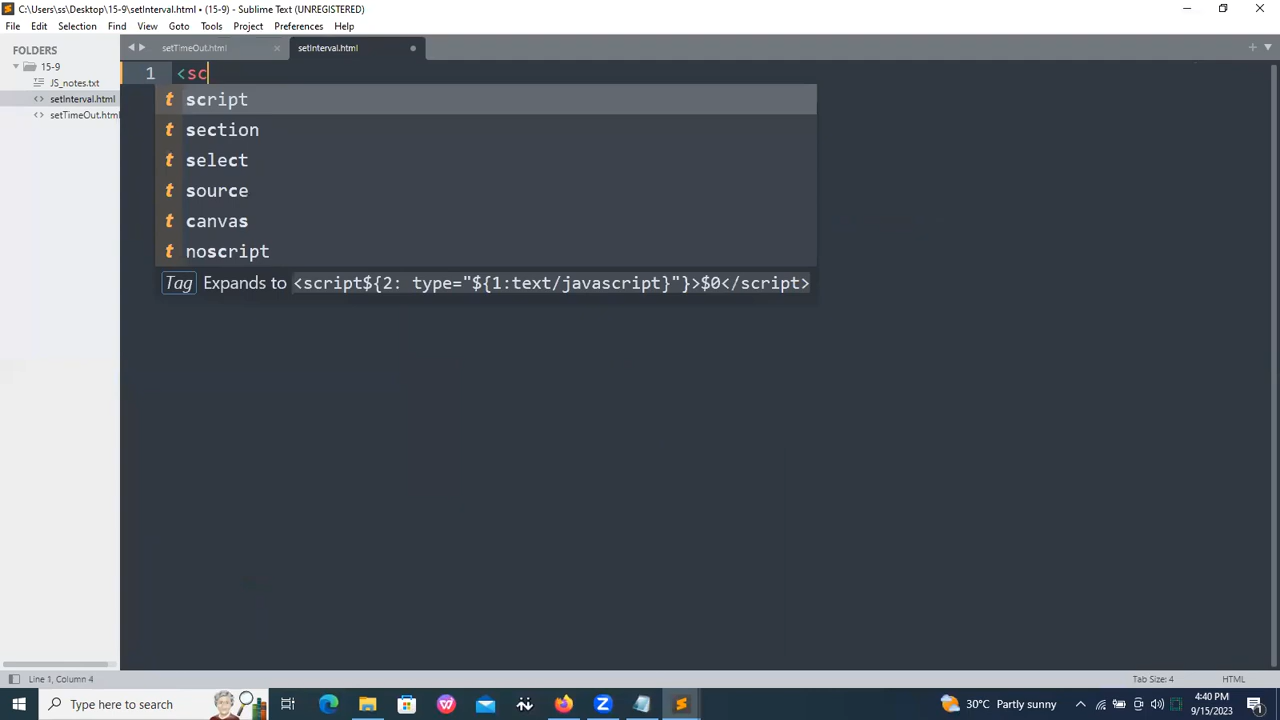 C:\Users\ss\Desktop\15-9\setInterval.html • (15-9) - Sublime Text (UNREGISTERED)
File Edit Selection Find View Goto Tools Project Preferences Help
FOLDERS
15-9
JS_notes.txt
setInterval.html
setTimeOut.html
setTimeOut.html
setInterval.html
1 <sc
t script
t section
t select
t source
t canvas
t noscript
Tag Expands to <script${2: type="${1:text/javascript}"}>$0</script>
Line 1, Column 4
Tab Size: 4
HTML
Type here to search
30°C Partly sunny
4:40 PM
9/15/2023